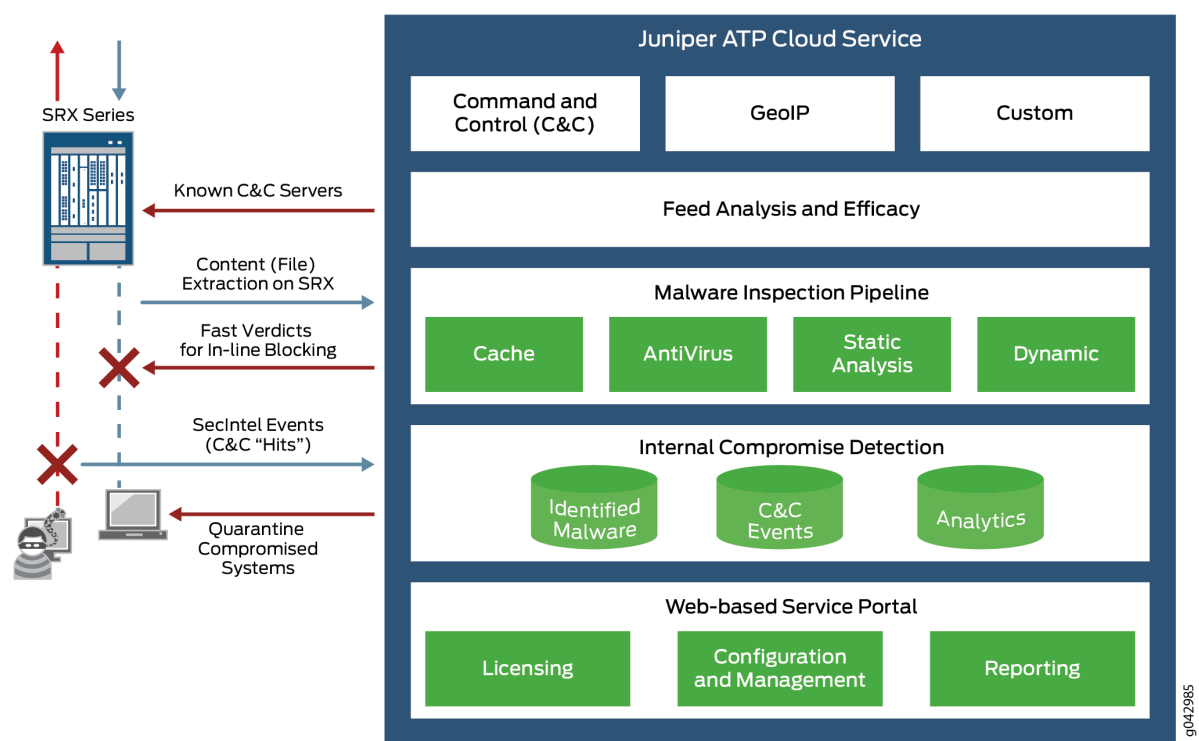 Juniper ATP Cloud Service
SRX Series
Command and
Control (C&C)
GeoIP
Custom
Known C&C Servers
Feed Analysis and Efficacy
Content (File)
Extraction on SRX
Malware Inspection Pipeline
Fast Verdicts
for In-line Blocking
Cache
AntiVirus
Static
Analysis
Dynamic
SecIntel Events
(C&C “Hits”)
Internal Compromise Detection
Identified
Malware
C&C
Events
Analytics
Quarantine
Compromised
Systems
Web-based Service Portal
Licensing
Configuration
and Management
Reporting
g042985